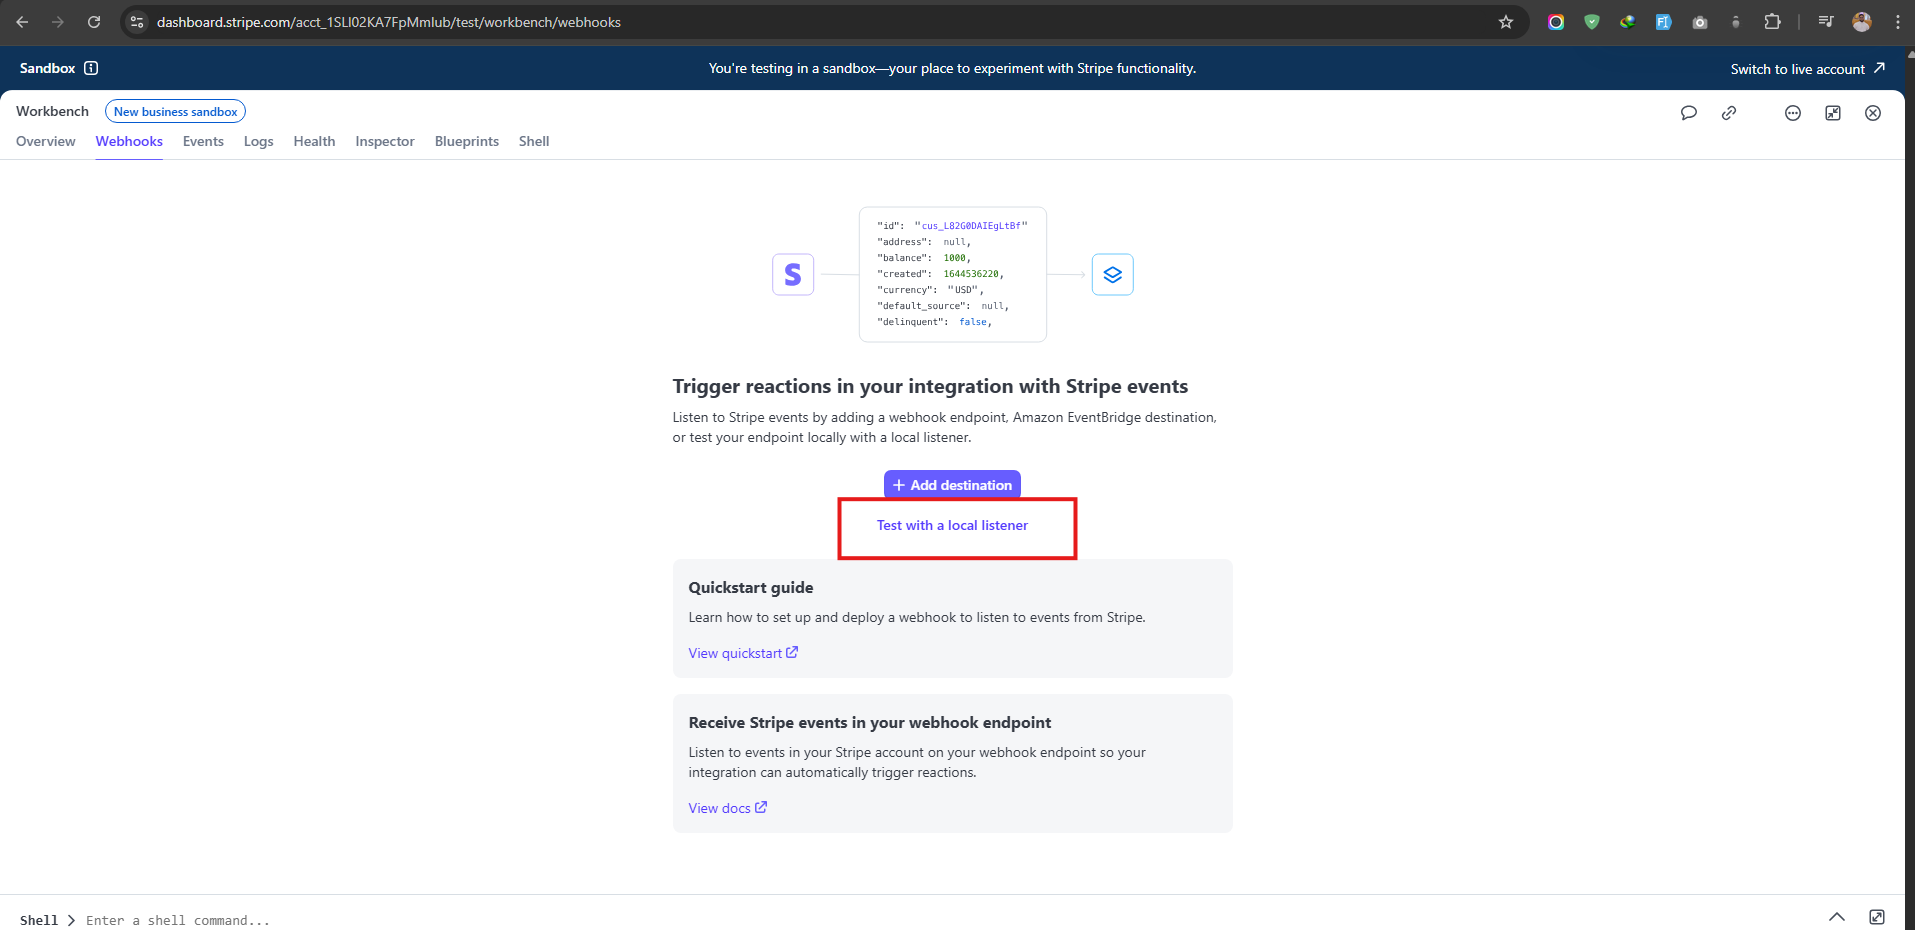 dashboard.stripe.com/acct_1SLI02KA7FpMmIub/test/workbench/webhooks
Sandbox
You're testing in a sandbox—your place to experiment with Stripe functionality.
Switch to live account
Workbench
New business sandbox
Overview
Webhooks
Events
Logs
Health
Inspector
Blueprints
Shell
S
"id": "cus_L82G0DAIEgLtBf"
"address": null,
"balance": 1000,
"created": 1644536220,
"currency": "USD",
"default_source": null,
"delinquent": false,
Trigger reactions in your integration with Stripe events
Listen to Stripe events by adding a webhook endpoint, Amazon EventBridge destination,
or test your endpoint locally with a local listener.
+ Add destination
Test with a local listener
Quickstart guide
Learn how to set up and deploy a webhook to listen to events from Stripe.
View quickstart
Receive Stripe events in your webhook endpoint
Listen to events in your Stripe account on your webhook endpoint so your
integration can automatically trigger reactions.
View docs
Shell
Enter a shell command...